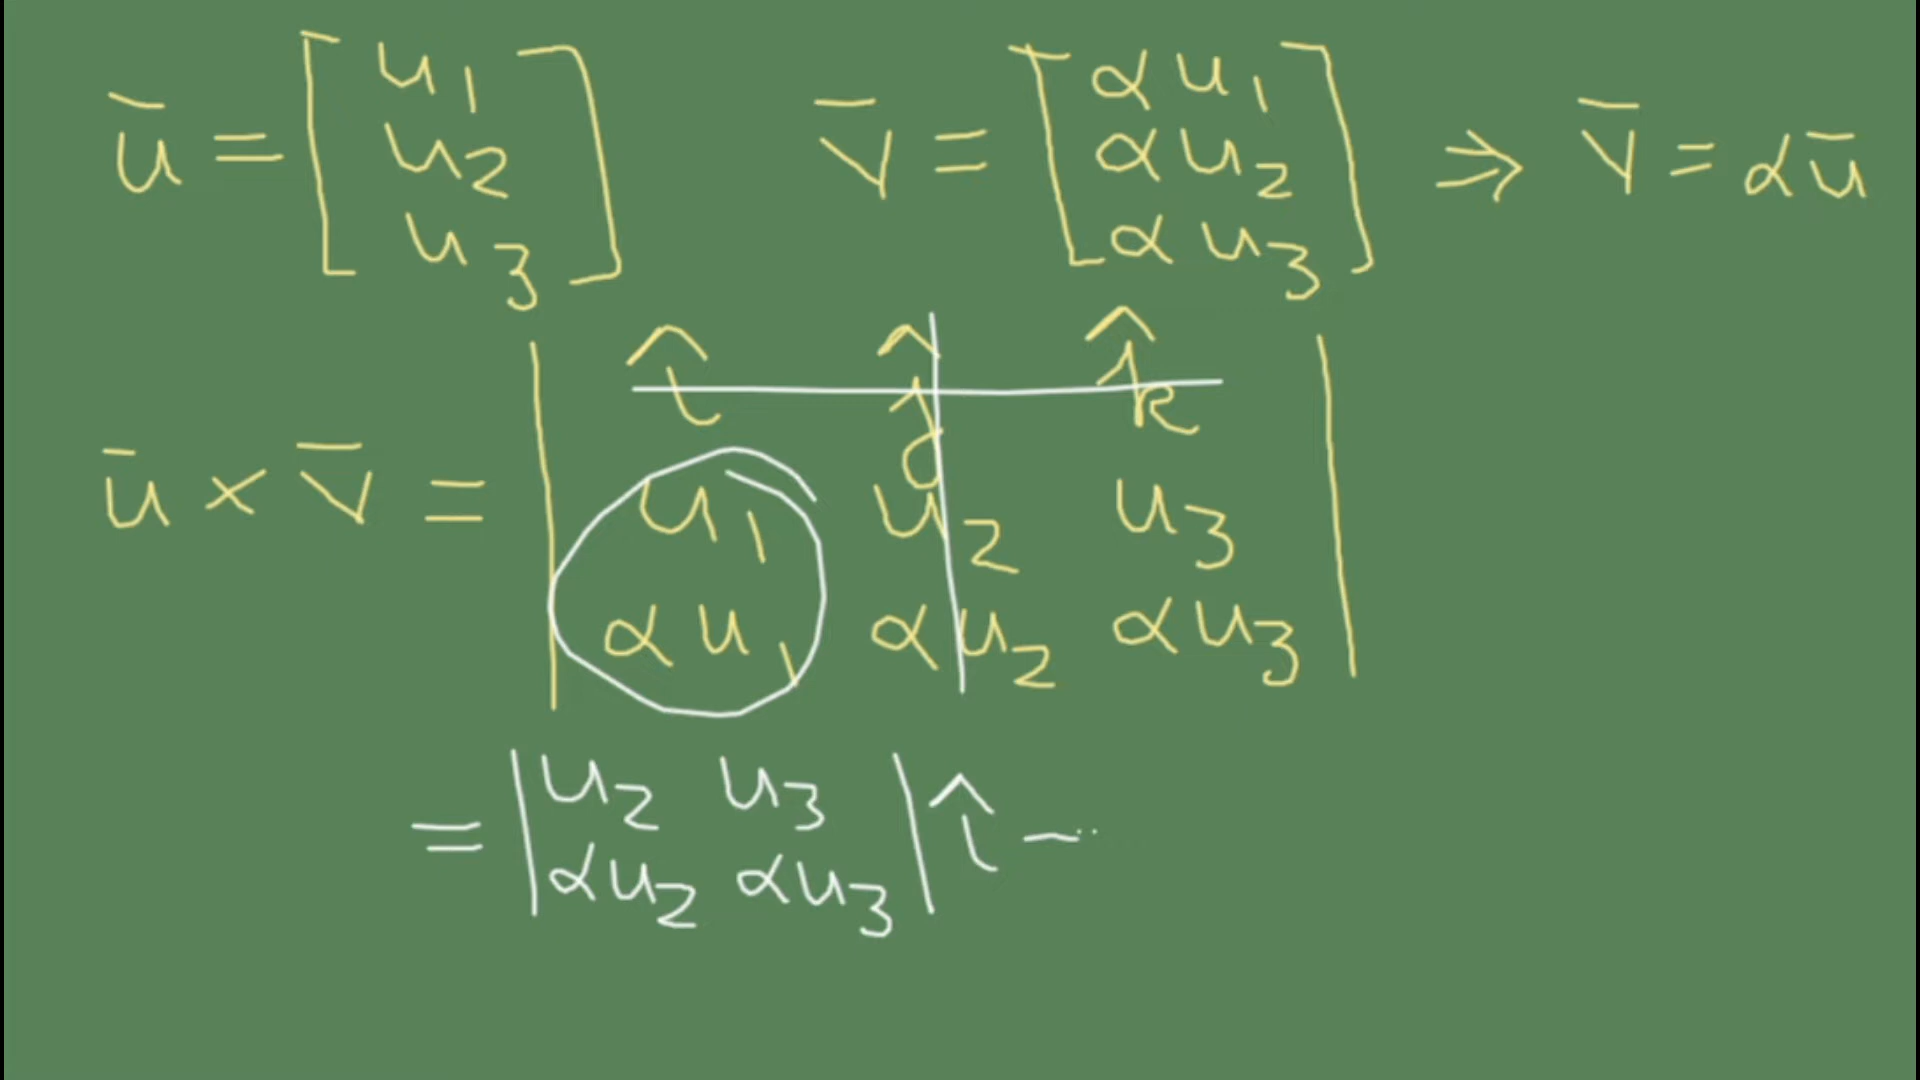 ū = [u₁ u₂ u₃] v̄ = [αu₁ αu₂ αu₃] ⇒ v̄ = αū
ū × v̄ = | î ĵ k̂
u₁ u₂ u₃
αu₁ αu₂ αu₃ |
= | u₂ u₃
αu₂ αu₃ | î −